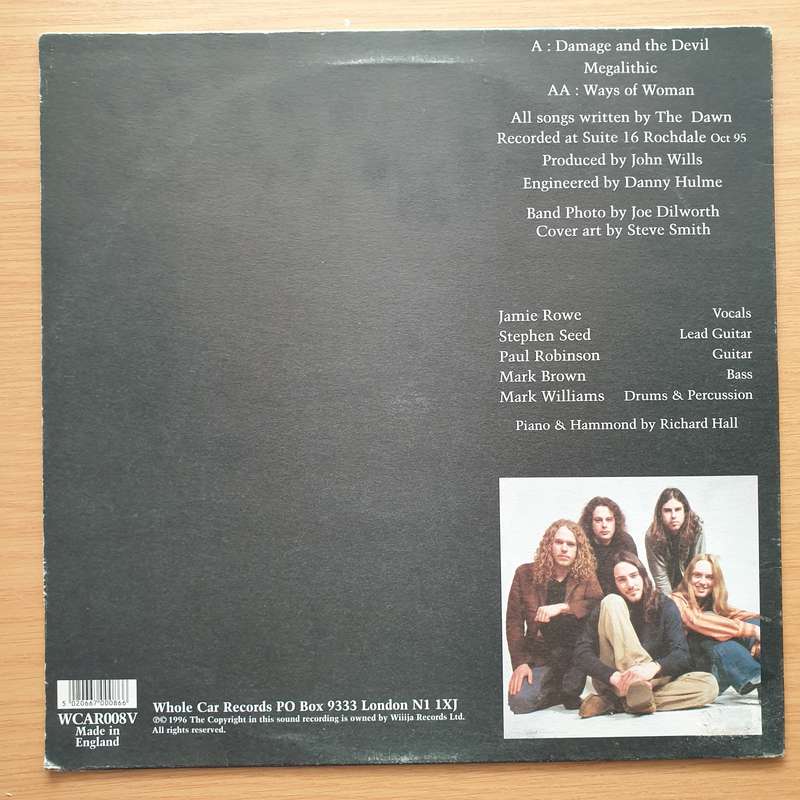 A : Damage and the Devil
Megalithic
AA : Ways of Woman
All songs written by The Dawn
Recorded at Suite 16 Rochdale Oct 95
Produced by John Wills
Engineered by Danny Hulme
Band Photo by Joe Dilworth
Cover art by Steve Smith
Jamie Rowe Vocals
Stephen Seed Lead Guitar
Paul Robinson Guitar
Mark Brown Bass
Mark Williams Drums & Percussion
Piano & Hammond by Richard Hall
5 020667 000866
WCAR008V
Made in
England
Whole Car Records PO Box 9333 London N1 1XJ
℗© 1996 The Copyright in this sound recording is owned by Wiiija Records Ltd.
All rights reserved.